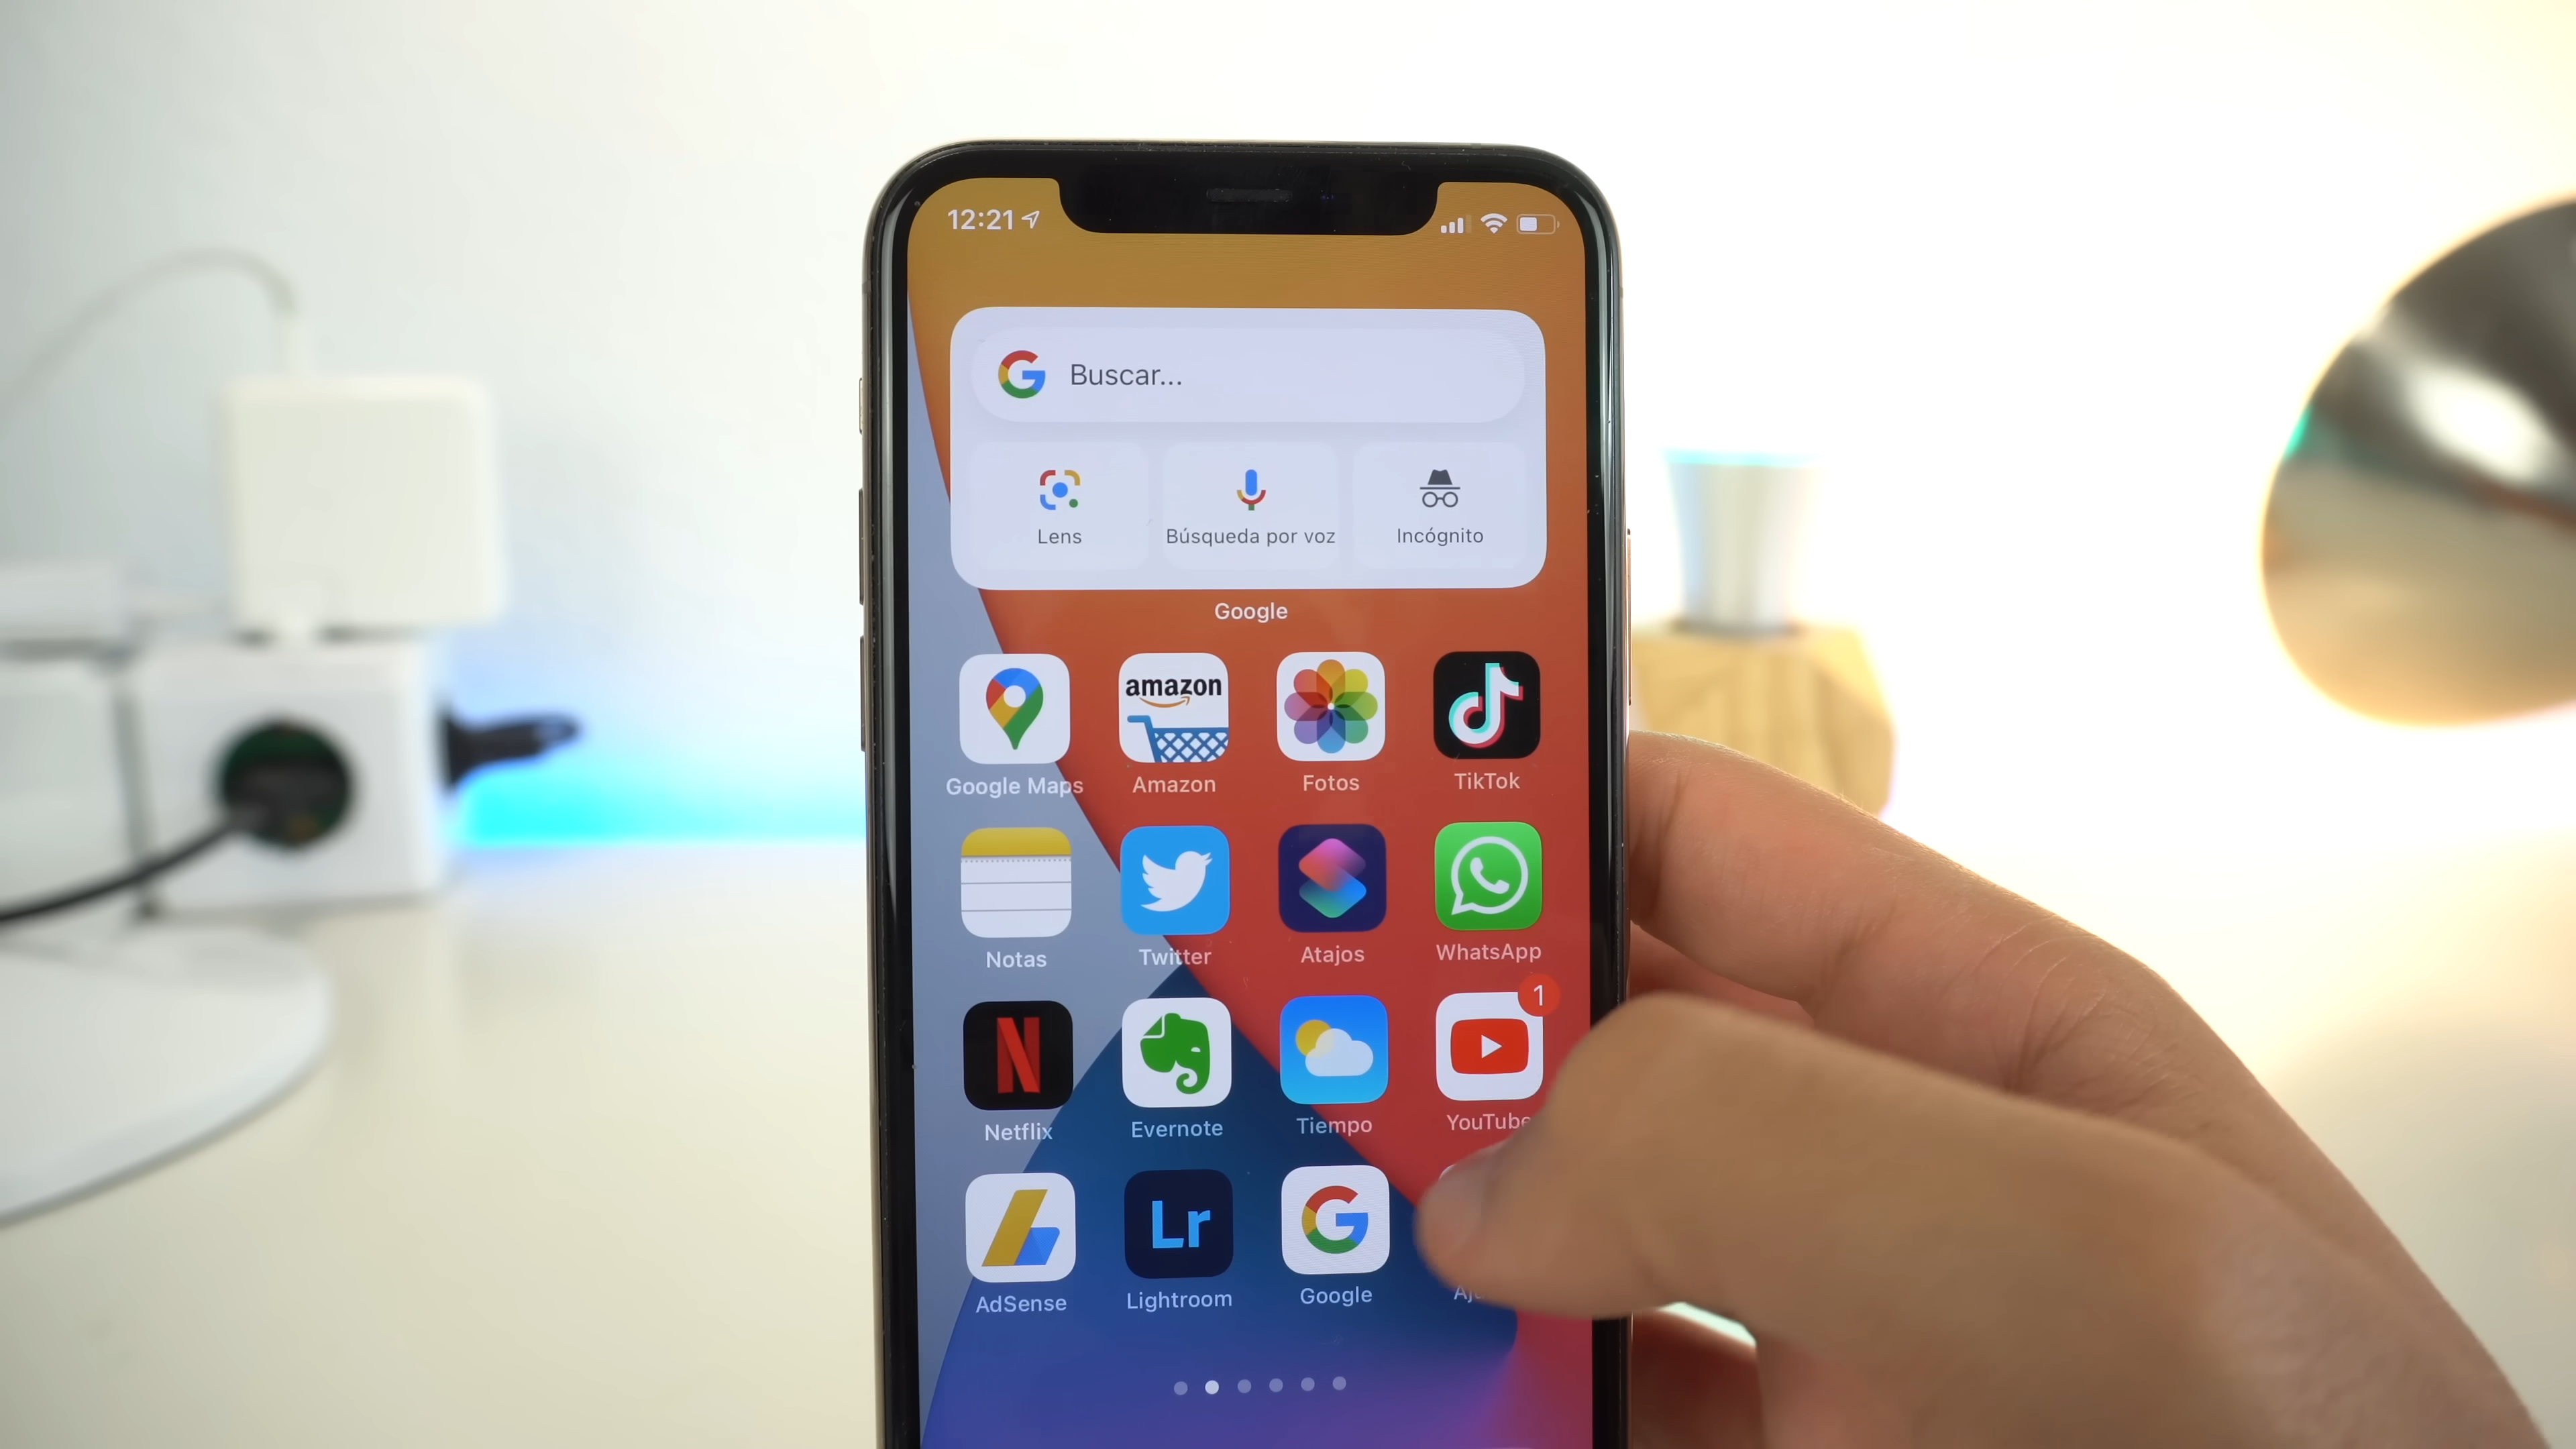 12:21
Buscar...
Lens
Búsqueda por voz
Incógnito
Google
amazon
Google Maps
Amazon
Fotos
TikTok
Notas
Twitter
Atajos
WhatsApp
1
N
Netflix
Evernote
Tiempo
YouTube
Lr
G
AdSense
Lightroom
Google